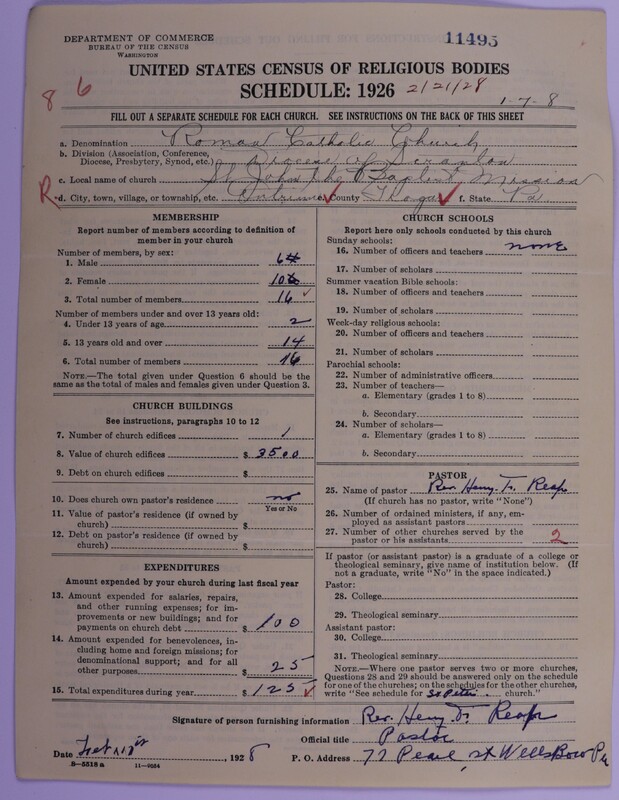 DEPARTMENT OF COMMERCE
BUREAU OF THE CENSUS
WASHINGTON
11495
UNITED STATES CENSUS OF RELIGIOUS BODIES
SCHEDULE: 1926 2/21/28
8 6
1-7-8
FILL OUT A SEPARATE SCHEDULE FOR EACH CHURCH. SEE INSTRUCTIONS ON THE BACK OF THIS SHEET
a. Denomination Roman Catholic Church
b. Division (Association, Conference, Diocese, Presbytery, Synod, etc.) Diocese of Scranton
c. Local name of church St. John the Baptist Mission
R
*d. City, town, village, or township, etc. e. County Tioga f. State Pa
MEMBERSHIP
Report number of members according to definition of member in your church
Number of members, by sex:
1. Male 6
2. Female 10
3. Total number of members 16
Number of members under and over 13 years old:
4. Under 13 years of age 2
5. 13 years old and over 14
6. Total number of members 16
NOTE.—The total given under Question 6 should be the same as the total of males and females given under Question 3.
CHURCH BUILDINGS
See instructions, paragraphs 10 to 12
7. Number of church edifices 1
8. Value of church edifices $ 3500
9. Debt on church edifices $
10. Does church own pastor's residence no
Yes or No
11. Value of pastor's residence (if owned by church) $
12. Debt on pastor's residence (if owned by church) $
EXPENDITURES
Amount expended by your church during last fiscal year
13. Amount expended for salaries, repairs, and other running expenses; for improvements or new buildings; and for payments on church debt $ 100
14. Amount expended for benevolences, including home and foreign missions; for denominational support; and for all other purposes $ 25
15. Total expenditures during year $ 125
CHURCH SCHOOLS
Report here only schools conducted by this church
Sunday schools:
16. Number of officers and teachers none
17. Number of scholars
Summer vacation Bible schools:
18. Number of officers and teachers
19. Number of scholars
Week-day religious schools:
20. Number of officers and teachers
21. Number of scholars
Parochial schools:
22. Number of administrative officers
23. Number of teachers—
a. Elementary (grades 1 to 8)
b. Secondary
24. Number of scholars—
a. Elementary (grades 1 to 8)
b. Secondary
PASTOR
25. Name of pastor Rev. Henry
(If church has no pastor, write "None")
26. Number of ordained ministers, if any, employed as assistant pastors
27. Number of other churches served by the pastor or his assistants 2
If pastor (or assistant pastor) is a graduate of a college or theological seminary, give name of institution below. (If not a graduate, write "No" in the space indicated.)
Pastor:
28. College
29. Theological seminary
Assistant pastor:
30. College
31. Theological seminary
NOTE.—Where one pastor serves two or more churches, Questions 28 and 29 should be answered only on the schedule for one of the churches; on the schedules for the other churches, write "See schedule for St Peters church."
Signature of person furnishing information Rev. Henry
Official title Pastor
Date , 192 8 P. O. Address 77 Pearl st Wellsboro Pa
8—5518 a 11—9554